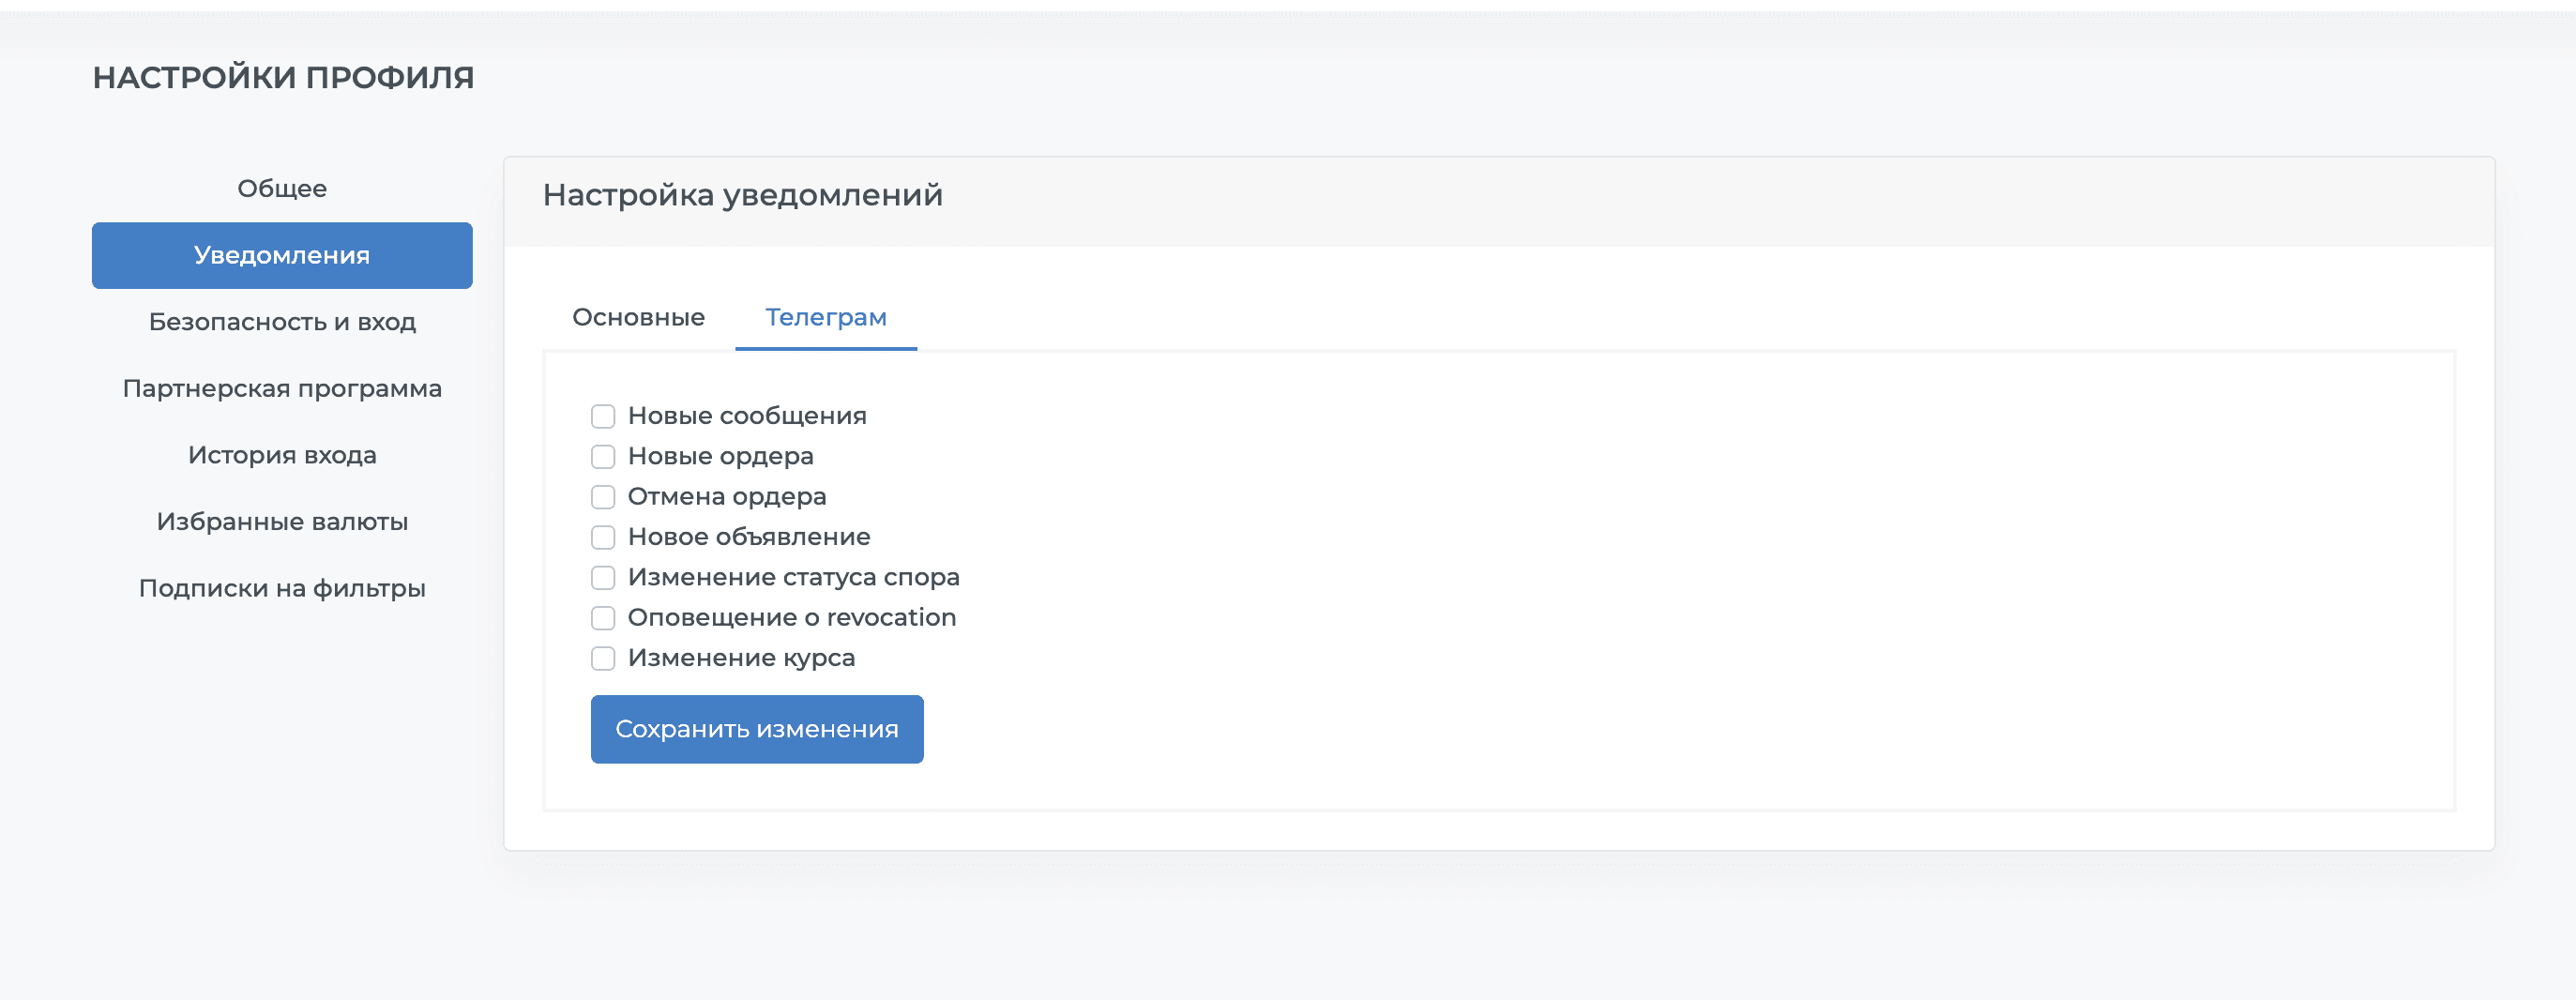 НАСТРОЙКИ ПРОФИЛЯ
Общее
Уведомления
Безопасность и вход
Партнерская программа
История входа
Избранные валюты
Подписки на фильтры
Настройка уведомлений
Основные
Телеграм
Новые сообщения
Новые ордера
Отмена ордера
Новое объявление
Изменение статуса спора
Оповещение о revocation
Изменение курса
Сохранить изменения